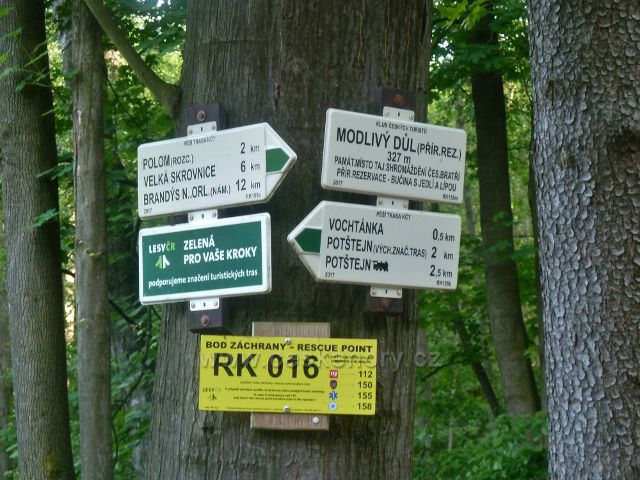 PĚŠÍ TRASA KČT
POLOM (ROZC.) 2 km
VELKÁ SKROVNICE 6 km
BRANDÝS N..ORL.(NÁM.) 12 km
2017
LESY ČR
ZELENÁ
PRO VAŠE KROKY
podporujeme značení turistických tras
KLUB ČESKÝCH TURISTŮ
MODLIVÝ DŮL (PŘÍR.REZ.)
327 m
PAMÁT.MÍSTO TAJ.SHROMÁŽDĚNÍ ČES.BRATŘÍ
PŘÍR.REZERVACE - BUČINA S JEDLÍ A LÍPOU
2017
PĚŠÍ TRASA KČT
VOCHTÁNKA 0,5 km
POTŠTEJN (VÝCH.ZNAČ.TRAS) 2 km
POTŠTEJN 2,5 km
2017
BOD ZÁCHRANY - RESCUE POINT
RK 016
112
150
155
158
LESY ČR